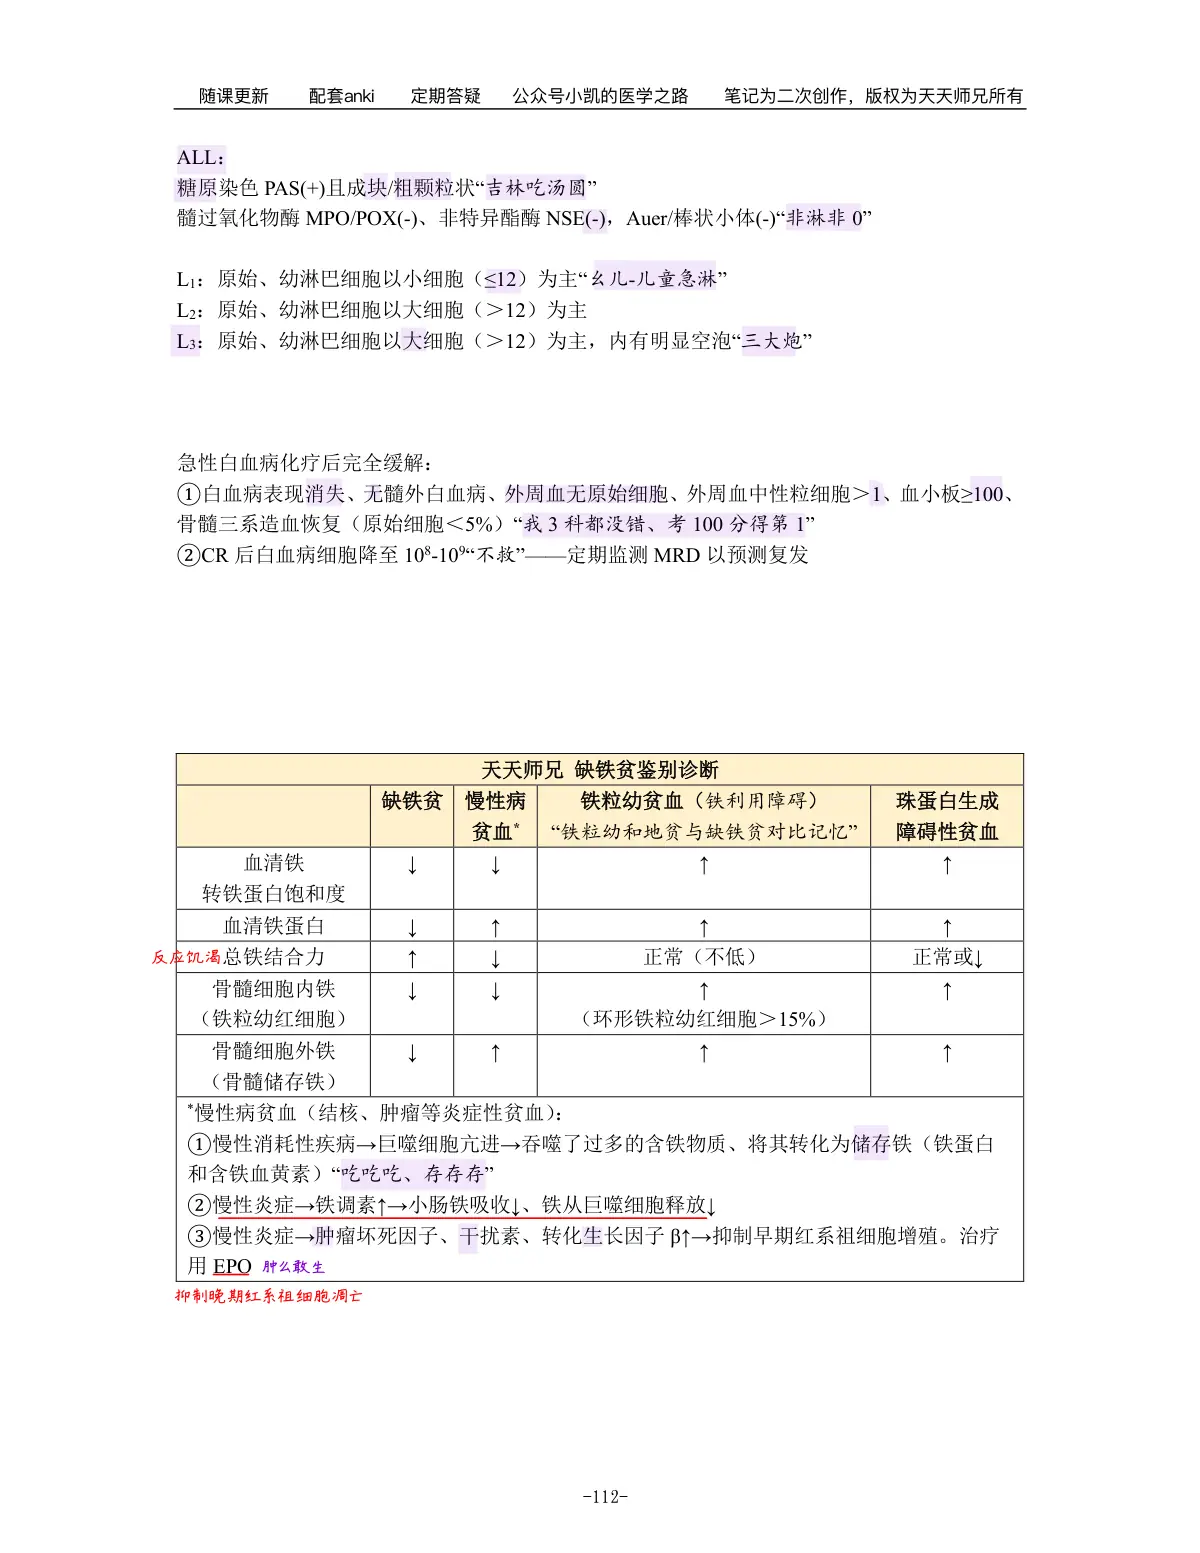 随课更新 配套anki 定期答疑 公众号小凯的医学之路 笔记为二次创作，版权为天天师兄所有
ALL：
糖原染色 PAS(+)且成块/粗颗粒状“吉林吃汤圆”
髓过氧化物酶 MPO/POX(-)、非特异酯酶 NSE(-)，Auer/棒状小体(-)“非淋非 0”
L₁：原始、幼淋巴细胞以小细胞（≤12）为主“幺儿-儿童急淋”
L₂：原始、幼淋巴细胞以大细胞（＞12）为主
L₃：原始、幼淋巴细胞以大细胞（＞12）为主，内有明显空泡“三大炮”
急性白血病化疗后完全缓解：
①白血病表现消失、无髓外白血病、外周血无原始细胞、外周血中性粒细胞＞1、血小板≥100、
骨髓三系造血恢复（原始细胞＜5%）“我 3 科都没错、考 100 分得第 1”
②CR 后白血病细胞降至 10⁸-10⁹“不救”——定期监测 MRD 以预测复发
天天师兄 缺铁贫鉴别诊断
缺铁贫 慢性病 铁粒幼贫血（铁利用障碍） 珠蛋白生成
贫血* “铁粒幼和地贫与缺铁贫对比记忆” 障碍性贫血
血清铁 ↓ ↓ ↑ ↑
转铁蛋白饱和度
血清铁蛋白 ↓ ↑ ↑ ↑
反应饥渴 总铁结合力 ↑ ↓ 正常（不低） 正常或↓
骨髓细胞内铁 ↓ ↓ ↑ ↑
（铁粒幼红细胞） （环形铁粒幼红细胞＞15%）
骨髓细胞外铁 ↓ ↑ ↑ ↑
（骨髓储存铁）
*慢性病贫血（结核、肿瘤等炎症性贫血）：
①慢性消耗性疾病→巨噬细胞亢进→吞噬了过多的含铁物质、将其转化为储存铁（铁蛋白
和含铁血黄素）“吃吃吃、存存存”
②慢性炎症→铁调素↑→小肠铁吸收↓、铁从巨噬细胞释放↓
③慢性炎症→肿瘤坏死因子、干扰素、转化生长因子 β↑→抑制早期红系祖细胞增殖。治疗
用 EPO 肿么敢生
抑制晚期红系祖细胞凋亡
-112-